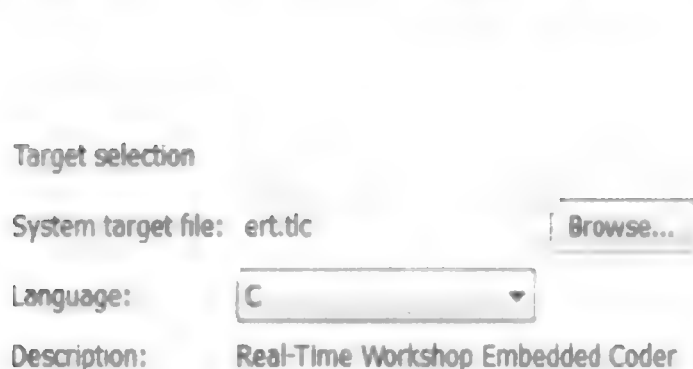 Target selection
System target file: ert.tlc Browse...
Language: C
Description: Real-Time Workshop Embedded Coder